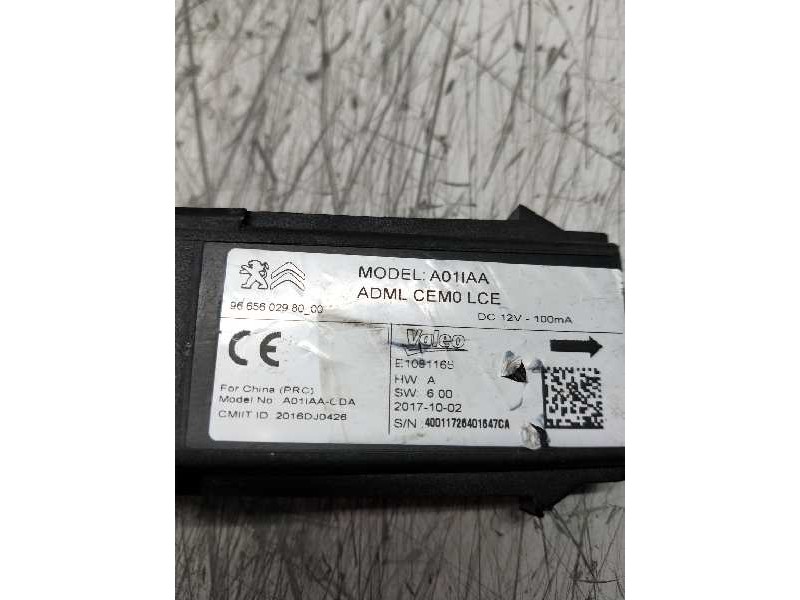 MODEL: A01IAA
ADML CEM0 LCE
96 656 029 80_00
DC 12V - 100mA
CE
Valeo
E1091165
HW: A
SW: 6.00
2017-10-02
S/N: 40011726401647CA
For China (PRC)
Model No: A01IAA-CDA
CMIIT ID: 2016DJ0426